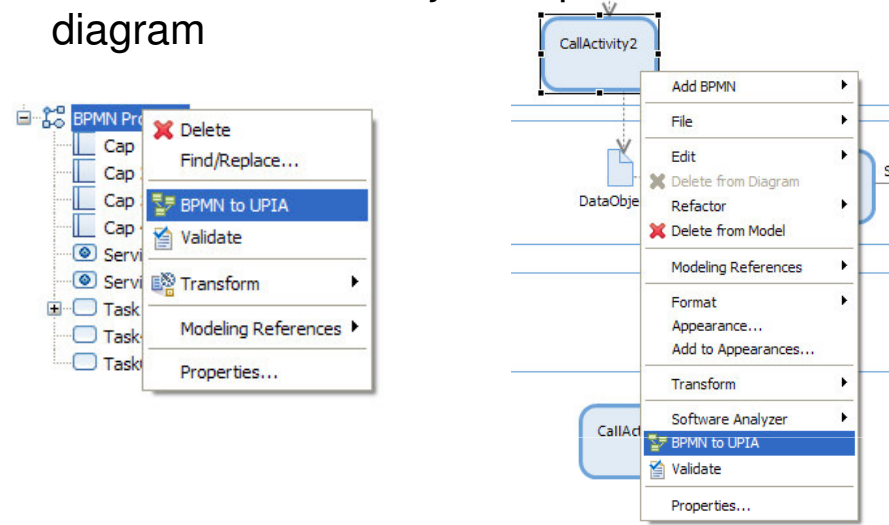 diagram
BPMN Pro
Cap
Cap
Cap
Cap
Servi
Servi
Task
Task
Task
Delete
Find/Replace...
BPMN to UPIA
Validate
Transform
Modeling References
Properties...
CallActivity2
DataObje
CallAct
Add BPMN
File
Edit
Delete from Diagram
Refactor
Delete from Model
Modeling References
Format
Appearance...
Add to Appearances...
Transform
Software Analyzer
BPMN to UPIA
Validate
Properties...
S